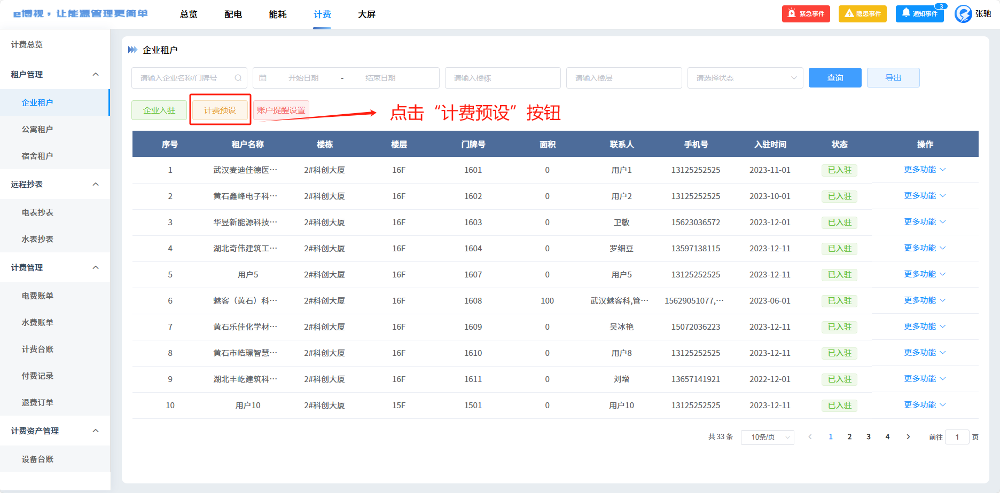 e博视，让能源管理更简单
总览 配电 能耗 计费 大屏
紧急事件 隐患事件 通知事件 3 张驰
计费总览
租户管理
企业租户
公寓租户
宿舍租户
远程抄表
电表抄表
水表抄表
计费管理
电费账单
水费账单
计费台账
付费记录
退费订单
计费资产管理
设备台账
企业租户
请输入企业名称/门牌号 开始日期 - 结束日期 请输入楼栋 请输入楼层 请选择状态 查询 导出
企业入驻 计费预设 账户提醒设置 点击“计费预设”按钮
序号 租户名称 楼栋 楼层 门牌号 面积 联系人 手机号 入驻时间 状态 操作
1 武汉麦迪佳德医… 2#科创大厦 16F 1601 0 用户1 13125252525 2023-11-01 已入驻 更多功能
2 黄石鑫峰电子科… 2#科创大厦 16F 1602 0 用户2 13125252525 2023-10-01 已入驻 更多功能
3 华昱新能源科技… 2#科创大厦 16F 1603 0 卫敏 15623036572 2023-12-01 已入驻 更多功能
4 湖北奇伟建筑工… 2#科创大厦 16F 1604 0 罗细豆 13597138115 2023-12-11 已入驻 更多功能
5 用户5 2#科创大厦 16F 1607 0 用户5 13125252525 2023-12-11 已入驻 更多功能
6 魅客（黄石）科… 2#科创大厦 16F 1608 100 武汉魅客科,管… 15629051077,… 2023-06-01 已入驻 更多功能
7 黄石乐佳化学材… 2#科创大厦 16F 1609 0 吴冰艳 15072036223 2023-12-11 已入驻 更多功能
8 黄石市皓璟智慧… 2#科创大厦 16F 1610 0 用户8 13125252525 2023-12-11 已入驻 更多功能
9 湖北丰屹建筑科… 2#科创大厦 16F 1611 0 刘增 13657141921 2022-12-01 已入驻 更多功能
10 用户10 2#科创大厦 15F 1501 0 用户10 13125252525 2023-12-11 已入驻 更多功能
共 33 条 10条/页 1 2 3 4 前往 1 页